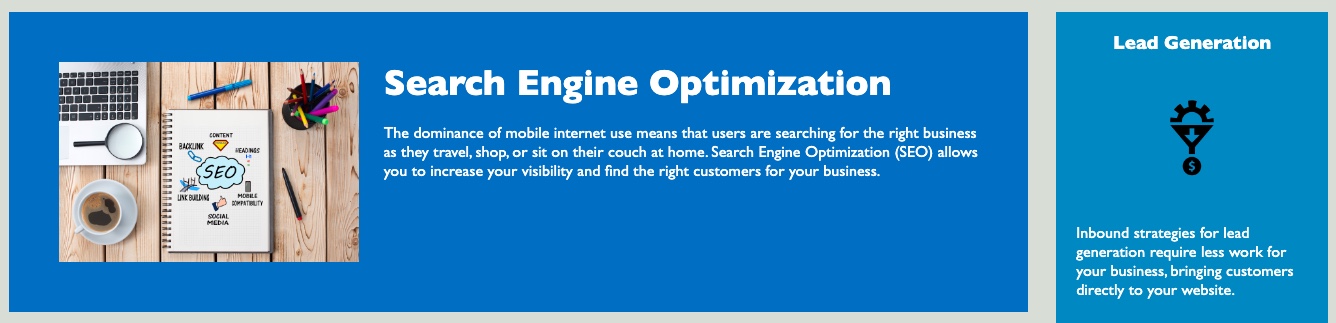 Search Engine Optimization
The dominance of mobile internet use means that users are searching for the right business
as they travel, shop, or sit on their couch at home. Search Engine Optimization (SEO) allows
you to increase your visibility and find the right customers for your business.
CONTENT
BACKLINK
HEADINGS
SEO
LINK BUILDING
MOBILE
COMPATIBILITY
SOCIAL
MEDIA
Lead Generation
$
Inbound strategies for lead
generation require less work for
your business, bringing customers
directly to your website.